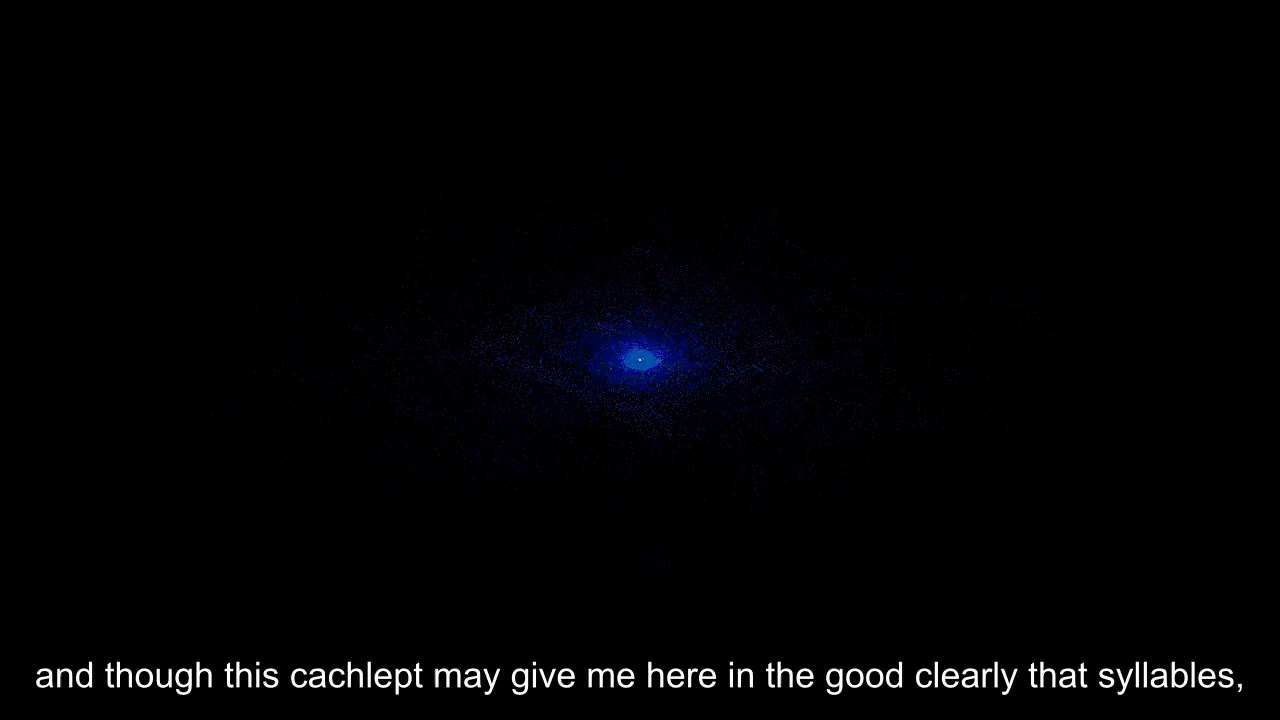 and though this cachlept may give me here in the good clearly that syllables,